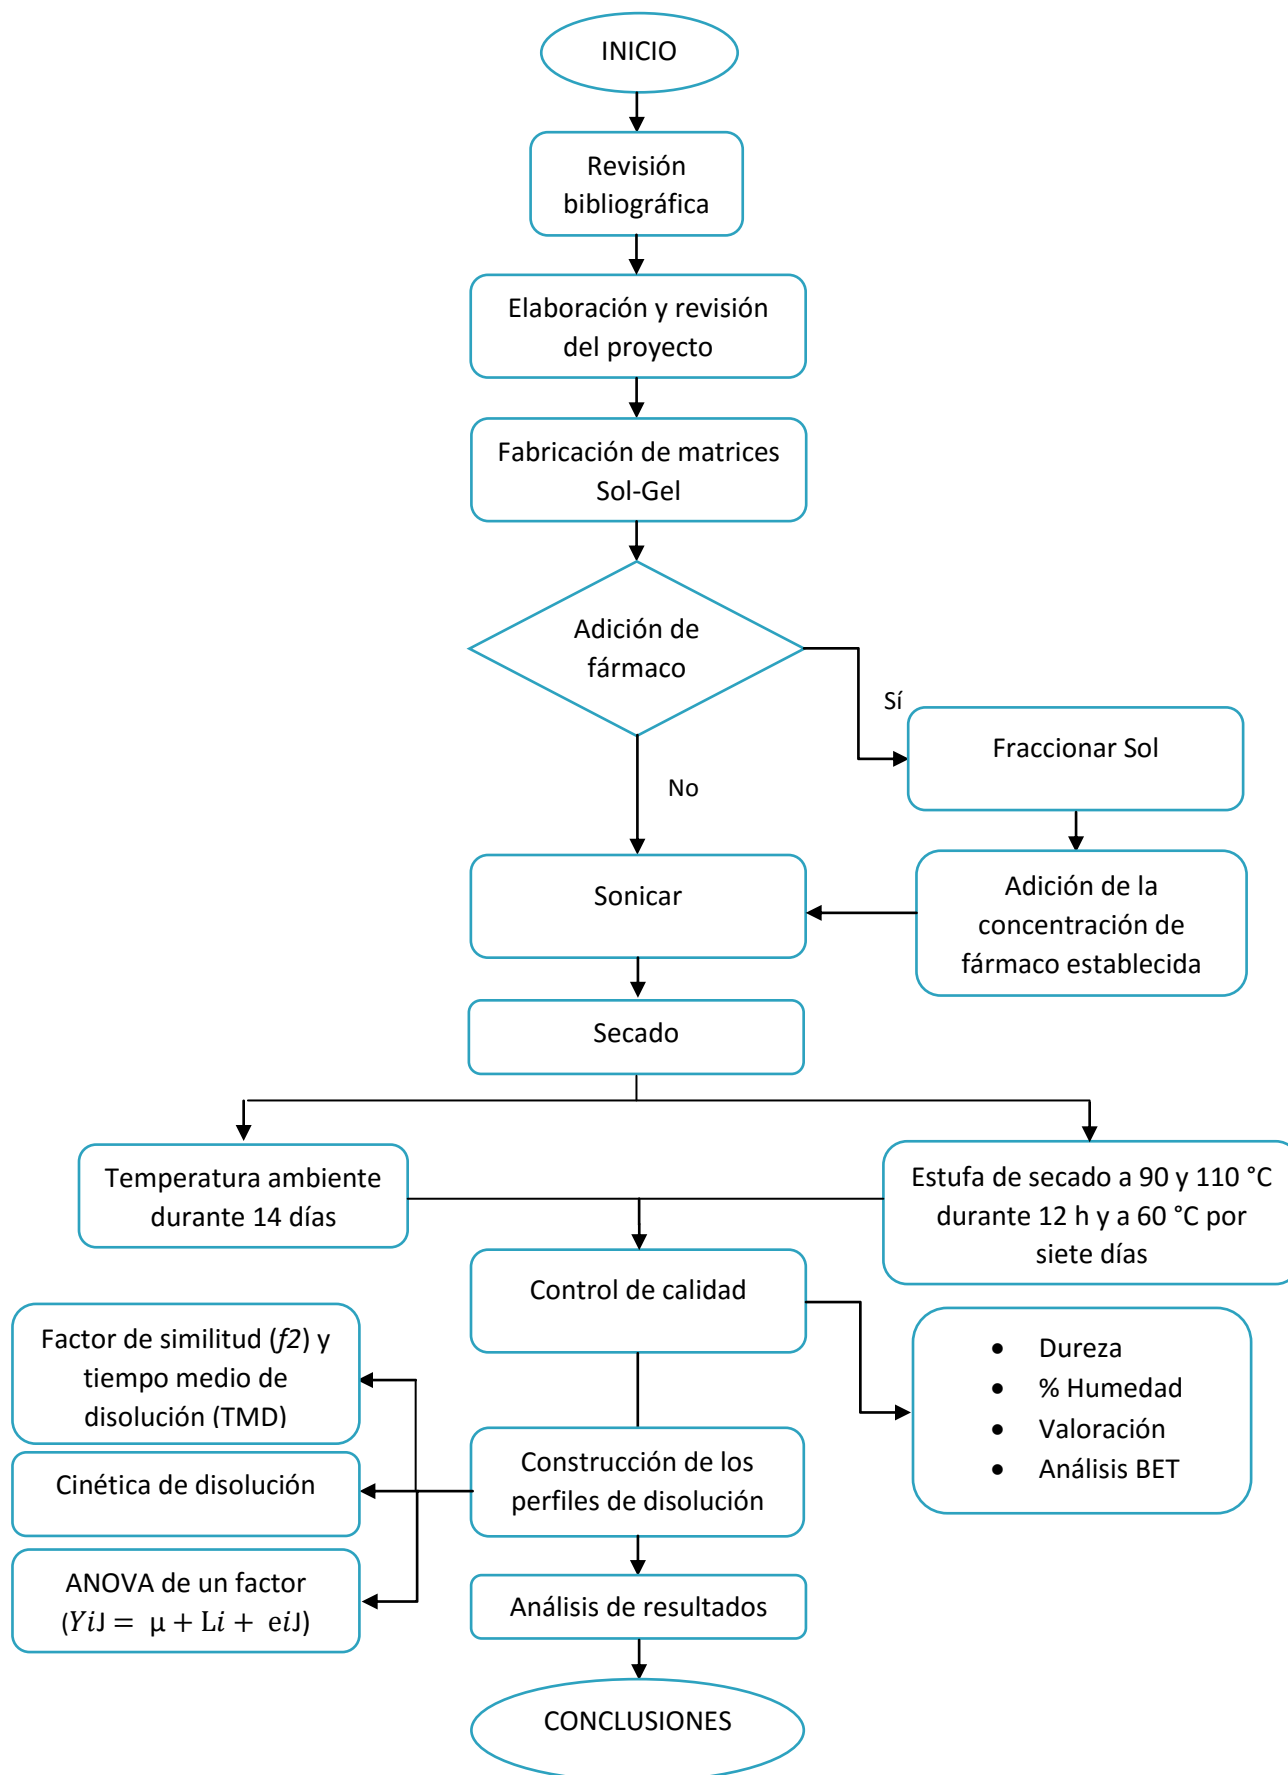 INICIO
Revisión
bibliográfica
Elaboración y revisión
del proyecto
Fabricación de matrices
Sol-Gel
Adición de
fármaco
Sí
Fraccionar Sol
No
Adición de la
concentración de
fármaco establecida
Sonicar
Secado
Temperatura ambiente
durante 14 días
Estufa de secado a 90 y 110 °C
durante 12 h y a 60 °C por
siete días
Control de calidad
• Dureza
• % Humedad
• Valoración
• Análisis BET
Factor de similitud (f2) y
tiempo medio de
disolución (TMD)
Cinética de disolución
ANOVA de un factor
(YiJ = μ + Li + eiJ)
Construcción de los
perfiles de disolución
Análisis de resultados
CONCLUSIONES